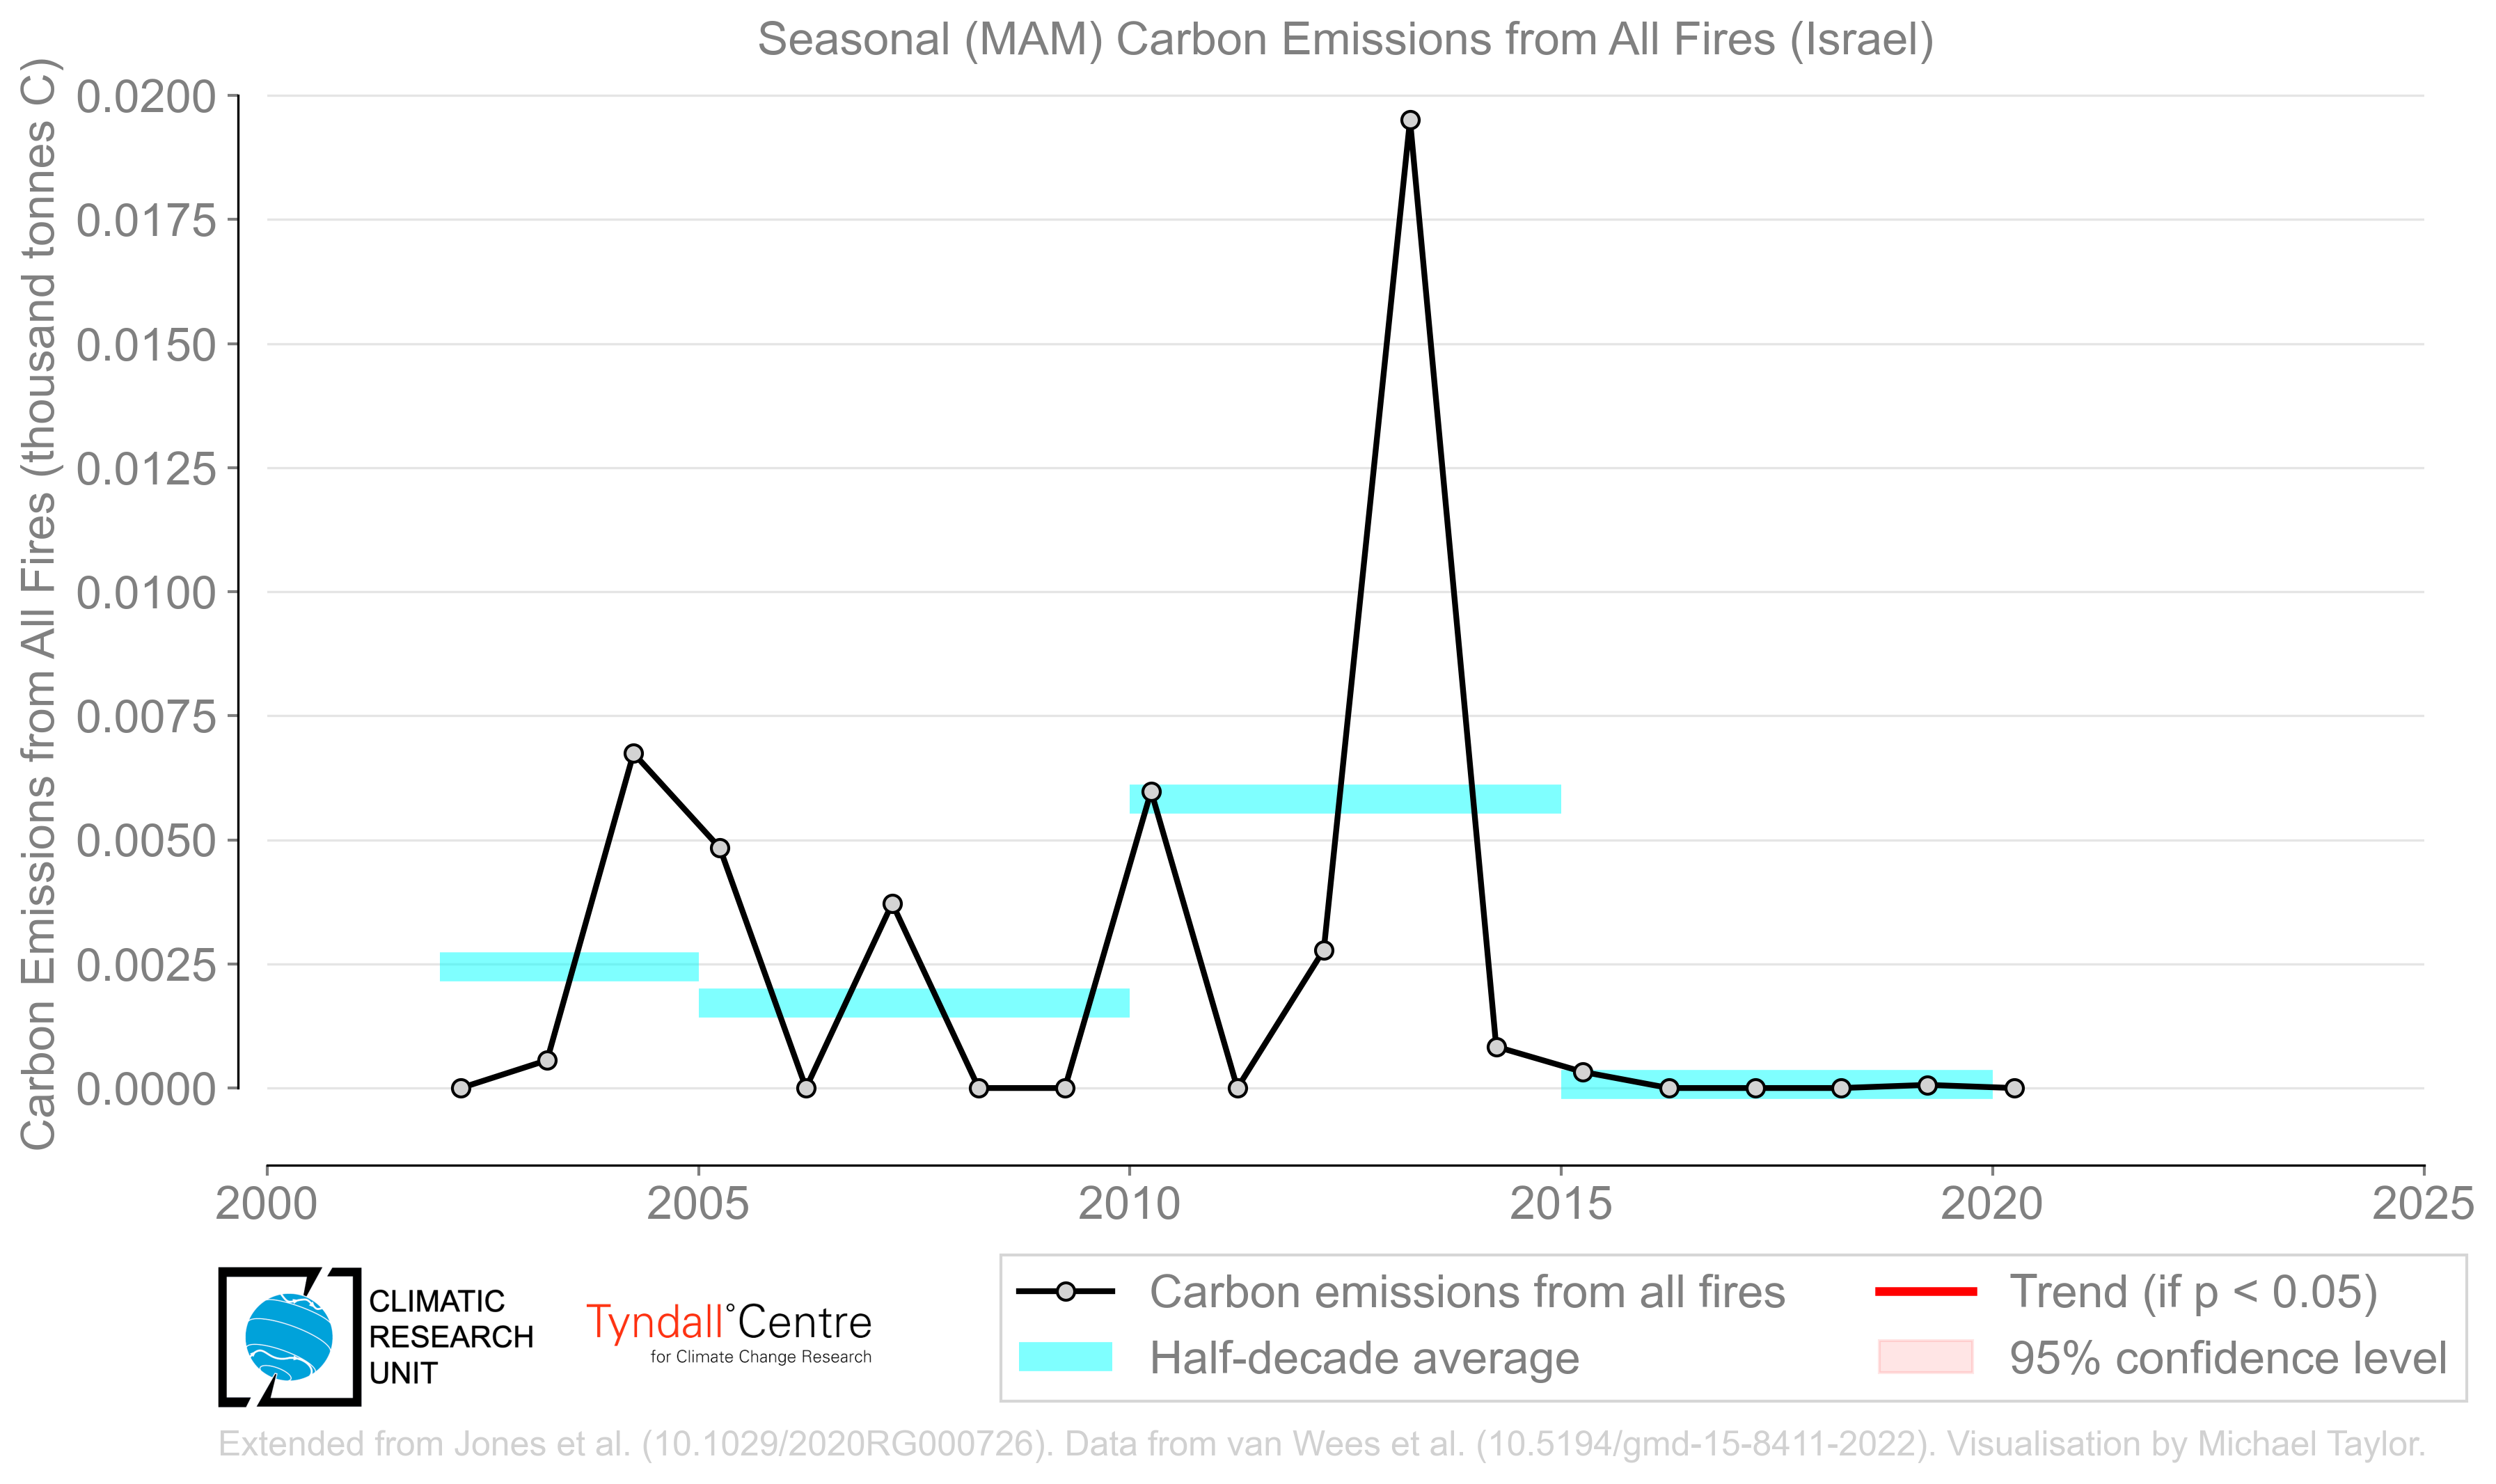 Seasonal (MAM) Carbon Emissions from All Fires (Israel)
Carbon Emissions from All Fires (thousand tonnes C)
0.0200
0.0175
0.0150
0.0125
0.0100
0.0075
0.0050
0.0025
0.0000
2000 2005 2010 2015 2020 2025
CLIMATIC
RESEARCH
UNIT
Tyndall°Centre
for Climate Change Research
Carbon emissions from all fires
Half-decade average
Trend (if p < 0.05)
95% confidence level
Extended from Jones et al. (10.1029/2020RG000726). Data from van Wees et al. (10.5194/gmd-15-8411-2022). Visualisation by Michael Taylor.